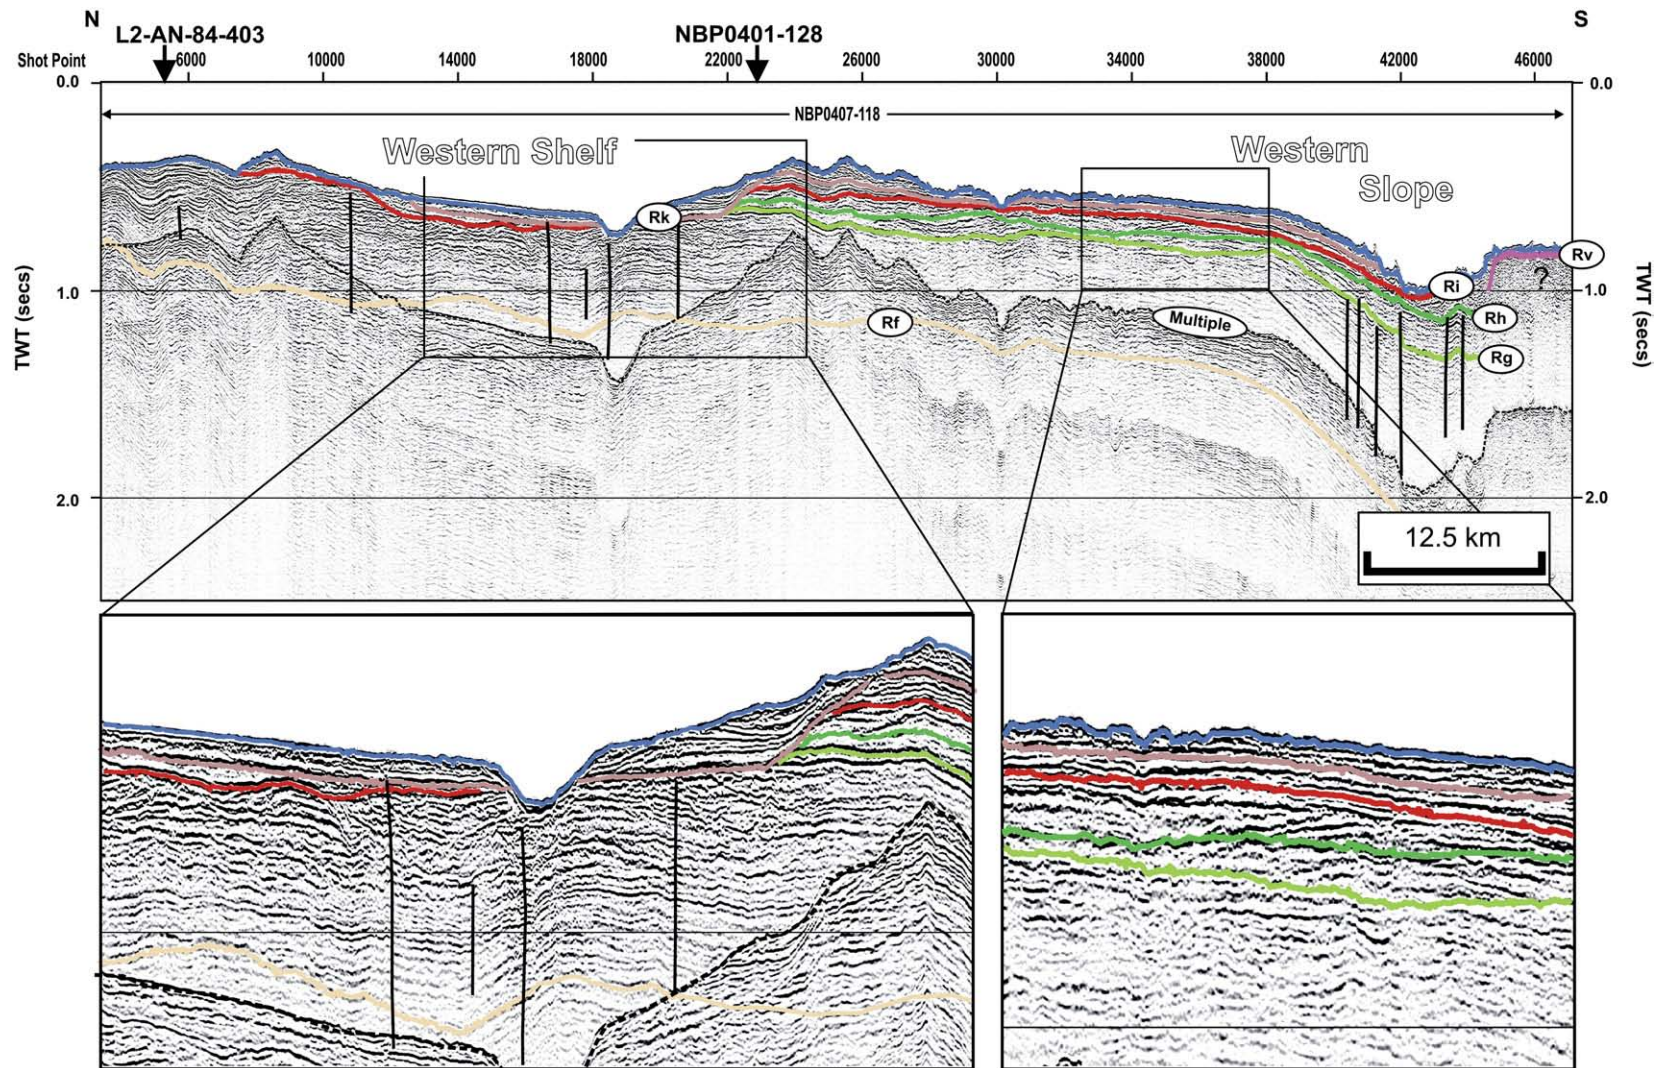 N
S
L2-AN-84-403
NBP0401-128
Shot Point
6000 10000 14000 18000 22000 26000 30000 34000 38000 42000 46000
0.0
0.0
NBP0407-118
Western Shelf
Western
Slope
Rk
Rv
?
TWT (secs)
TWT (secs)
1.0
1.0
Ri
Rf
Multiple
Rh
Rg
2.0
2.0
12.5 km